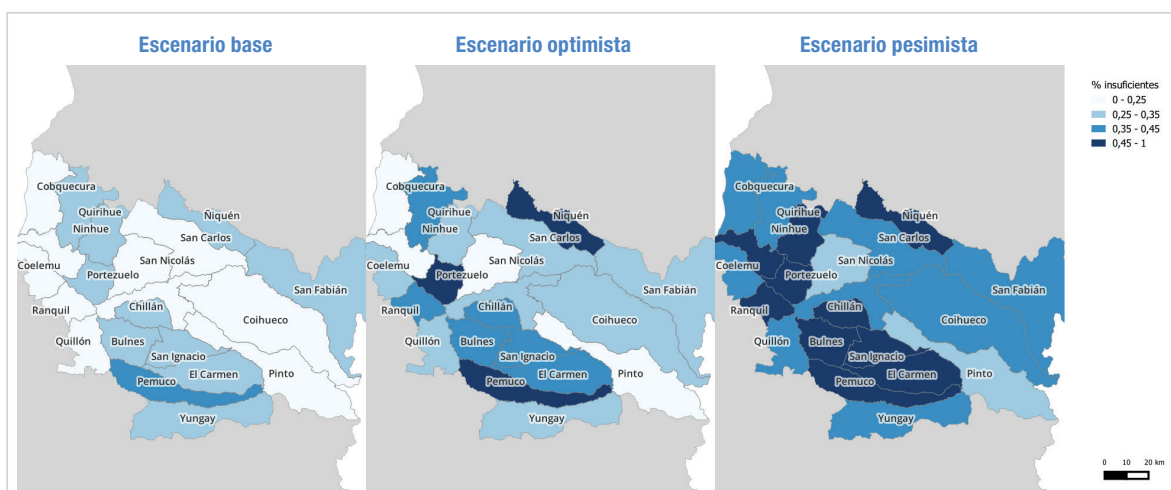 Escenario base
Escenario optimista
Escenario pesimista
% insuficientes
0 - 0,25
0,25 - 0,35
0,35 - 0,45
0,45 - 1
Cobquecura
Quirihue
Ñiquén
Ninhue
San Carlos
San Nicolás
Coelemu
Portezuelo
San Fabián
Ranquil
Chillán
Coihueco
Quillón
Bulnes
San Ignacio
El Carmen
Pinto
Pemuco
Yungay
Cobquecura
Quirihue
Ñiquén
Ninhue
San Carlos
San Nicolás
Coelemu
Portezuelo
San Fabián
Ranquil
Chillán
Coihueco
Quillón
Bulnes
San Ignacio
El Carmen
Pinto
Pemuco
Yungay
Cobquecura
Quirihue
Ñiquén
Ninhue
San Carlos
San Nicolás
Coelemu
Portezuelo
San Fabián
Ranquil
Chillán
Coihueco
Quillón
Bulnes
San Ignacio
El Carmen
Pinto
Pemuco
Yungay
0 10 20 km